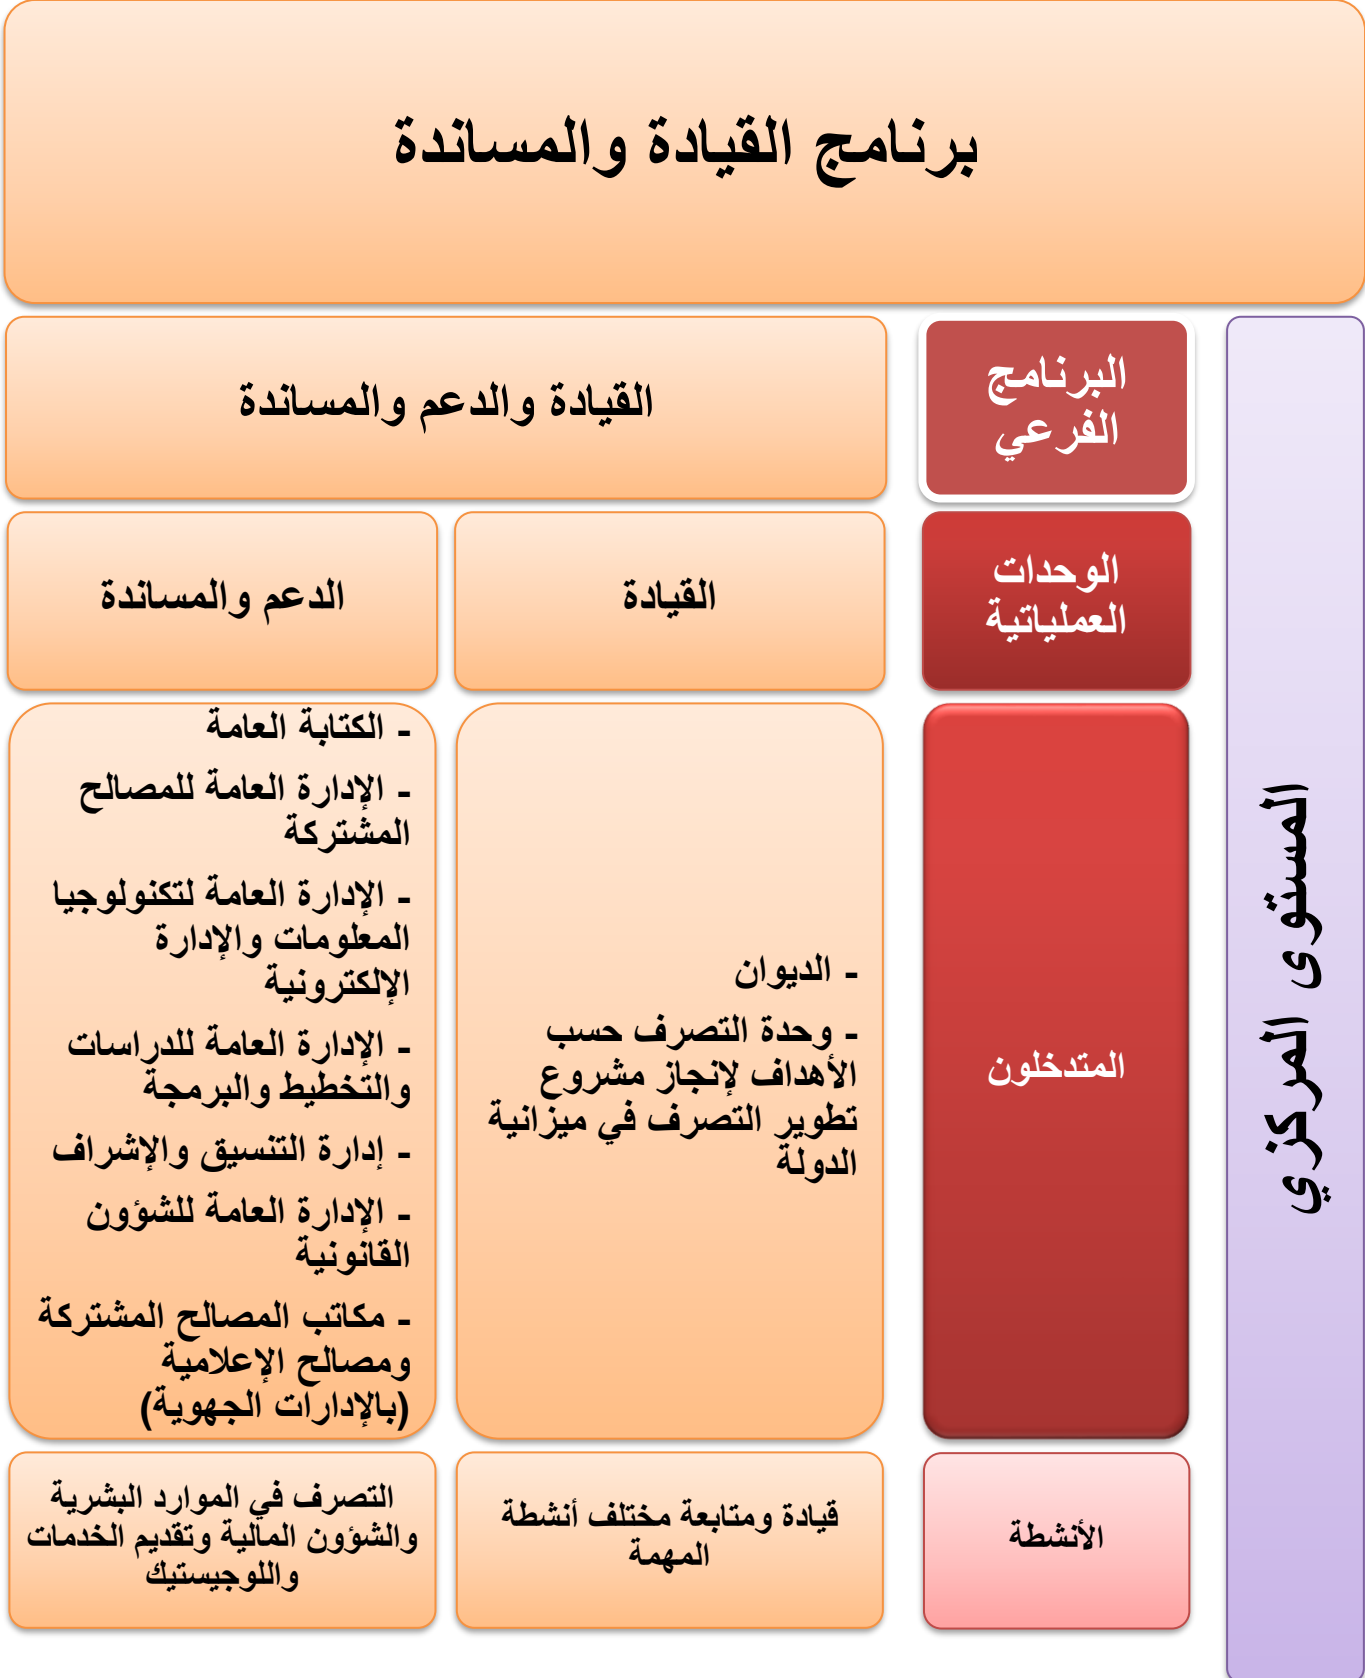 برنامج القيادة والمساندة
المستوى المركزي
البرنامج
الفرعي
القيادة والدعم والمساندة
الوحدات
العملياتية
القيادة
الدعم والمساندة
المتدخلون
- الديوان
- وحدة التصرف حسب
الأهداف لإنجاز مشروع
تطوير التصرف في ميزانية
الدولة
- الكتابة العامة
- الإدارة العامة للمصالح
المشتركة
- الإدارة العامة لتكنولوجيا
المعلومات والإدارة
الإلكترونية
- الإدارة العامة للدراسات
والتخطيط والبرمجة
- إدارة التنسيق والإشراف
- الإدارة العامة للشؤون
القانونية
- مكاتب المصالح المشتركة
ومصالح الإعلامية
(بالإدارات الجهوية)
الأنشطة
قيادة ومتابعة مختلف أنشطة
المهمة
التصرف في الموارد البشرية
والشؤون المالية وتقديم الخدمات
واللوجيستيك